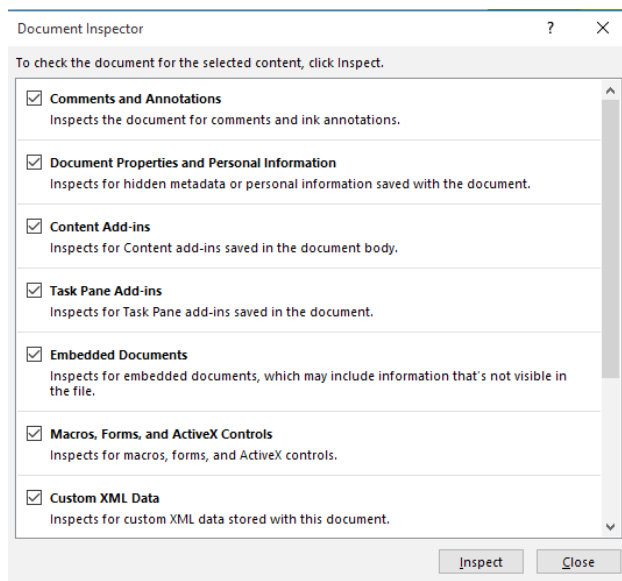 Document Inspector
?
To check the document for the selected content, click Inspect.
Comments and Annotations
Inspects the document for comments and ink annotations.
Document Properties and Personal Information
Inspects for hidden metadata or personal information saved with the document.
Content Add-ins
Inspects for Content add-ins saved in the document body.
Task Pane Add-ins
Inspects for Task Pane add-ins saved in the document.
Embedded Documents
Inspects for embedded documents, which may include information that's not visible in
the file.
Macros, Forms, and ActiveX Controls
Inspects for macros, forms, and ActiveX controls.
Custom XML Data
Inspects for custom XML data stored with this document.
Inspect Close